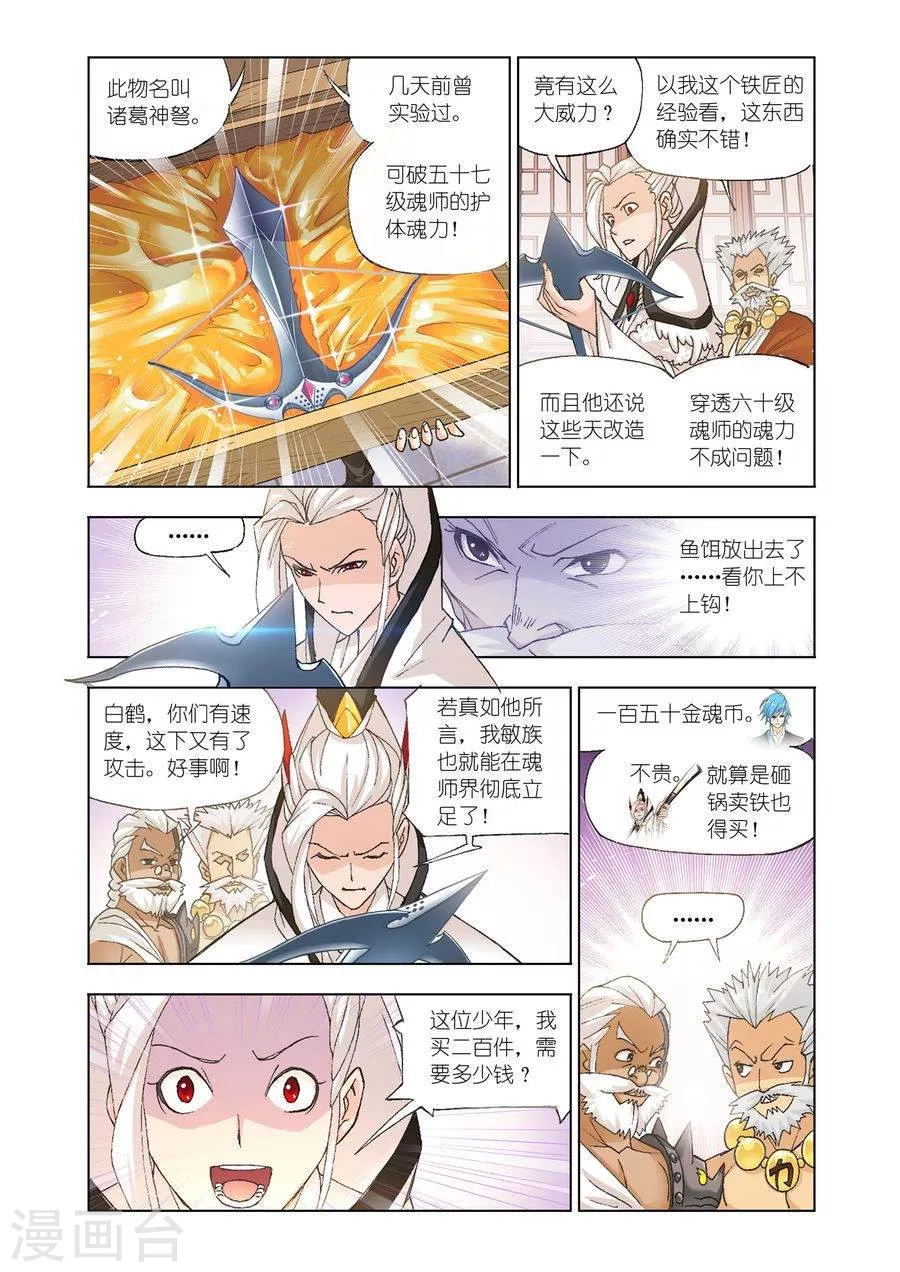 此物名叫
诸葛神弩。
几天前曾
实验过。
可破五十七
级魂师的护
体魂力！
竟有这么
大威力？
以我这个铁匠的
经验看，这东西
确实不错！
而且他还说
这些天改造
一下。
穿透六十级
魂师的魂力
不成问题！
……
鱼饵放出去了
……看你上不
上钩！
白鹤，你们有速
度，这下又有了
攻击。好事啊！
若真如他所
言，我敏族
也就能在魂
师界彻底立
足了！
这位少年，我
买二百件，需
要多少钱？
一百五十金魂币。
不贵。
就算是砸
锅卖铁也
得买！
……
力
漫画台